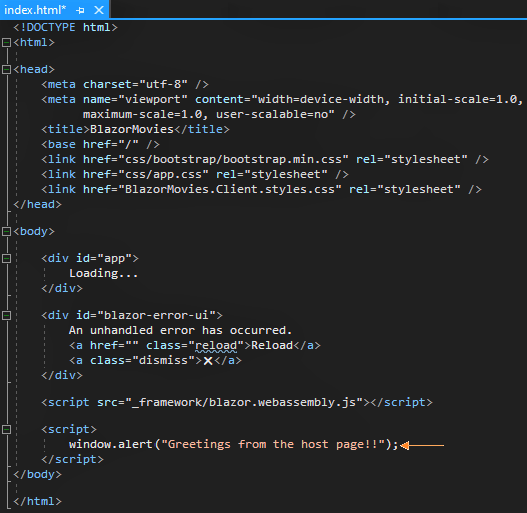 index.html*
<!DOCTYPE html>
<html>
<head>
<meta charset="utf-8" />
<meta name="viewport" content="width=device-width, initial-scale=1.0,
maximum-scale=1.0, user-scalable=no" />
<title>BlazorMovies</title>
<base href="/" />
<link href="css/bootstrap/bootstrap.min.css" rel="stylesheet" />
<link href="css/app.css" rel="stylesheet" />
<link href="BlazorMovies.Client.styles.css" rel="stylesheet" />
</head>
<body>
<div id="app">
Loading...
</div>
<div id="blazor-error-ui">
An unhandled error has occurred.
<a href="" class="reload">Reload</a>
<a class="dismiss">🗙</a>
</div>
<script src="_framework/blazor.webassembly.js"></script>
<script>
window.alert("Greetings from the host page!!");
</script>
</body>
</html>